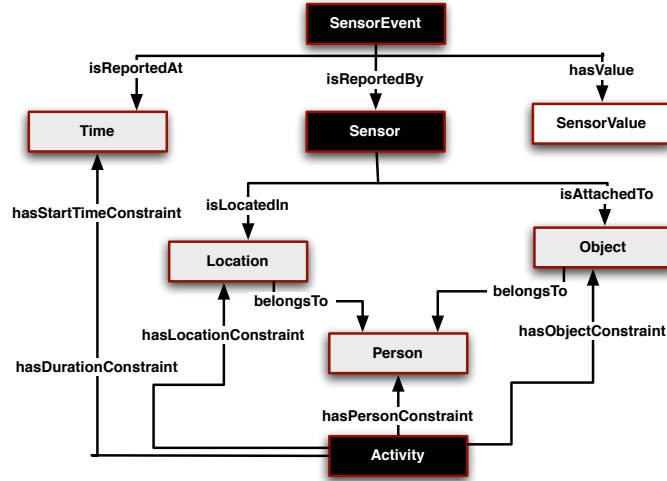 SensorEvent
isReportedAt
isReportedBy
hasValue
Time
Sensor
SensorValue
hasStartTimeConstraint
isLocatedIn
isAttachedTo
Location
Object
belongsTo
belongsTo
hasLocationConstraint
hasObjectConstraint
Person
hasDurationConstraint
hasPersonConstraint
Activity